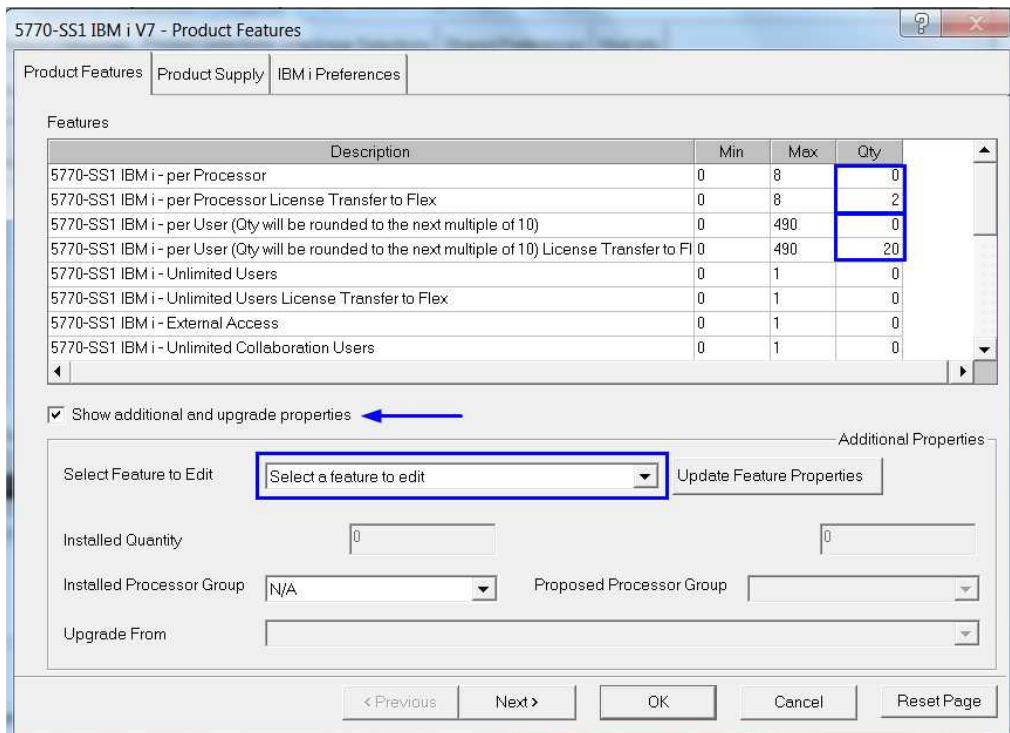 5770-SS1 IBM i V7 - Product Features
Product Features Product Supply IBM i Preferences
Features
Description Min Max Qty
5770-SS1 IBM i - per Processor 0 8 0
5770-SS1 IBM i - per Processor License Transfer to Flex 0 8 2
5770-SS1 IBM i - per User (Qty will be rounded to the next multiple of 10) 0 490 0
5770-SS1 IBM i - per User (Qty will be rounded to the next multiple of 10) License Transfer to Fl 0 490 20
5770-SS1 IBM i - Unlimited Users 0 1 0
5770-SS1 IBM i - Unlimited Users License Transfer to Flex 0 1 0
5770-SS1 IBM i - External Access 0 1 0
5770-SS1 IBM i - Unlimited Collaboration Users 0 1 0
Show additional and upgrade properties
Additional Properties
Select Feature to Edit Select a feature to edit Update Feature Properties
Installed Quantity 0 0
Installed Processor Group N/A Proposed Processor Group
Upgrade From
< Previous Next > OK Cancel Reset Page